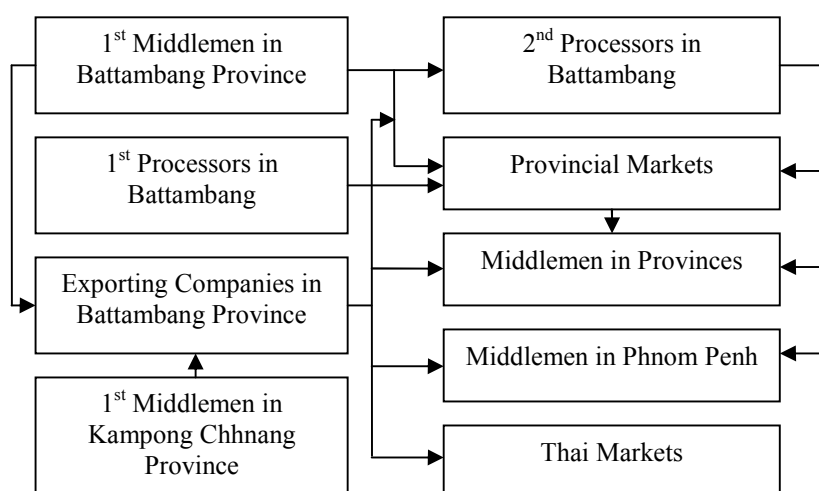 1st Middlemen in
Battambang Province
2nd Processors in
Battambang
1st Processors in
Battambang
Provincial Markets
Exporting Companies in
Battambang Province
Middlemen in Provinces
1st Middlemen in
Kampong Chhnang
Province
Middlemen in Phnom Penh
Thai Markets